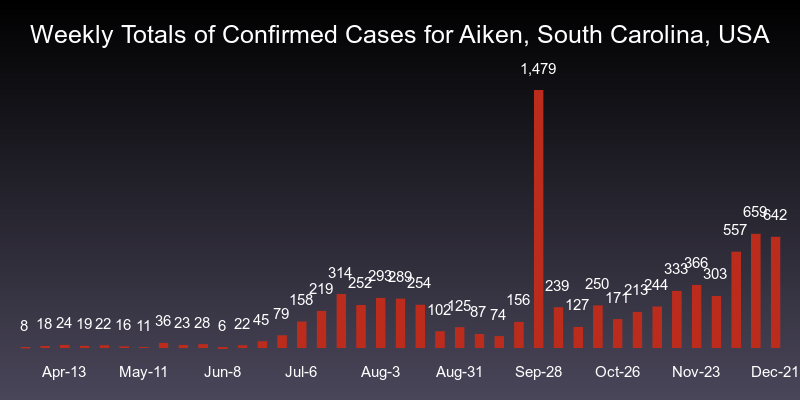 Weekly Totals of Confirmed Cases for Aiken, South Carolina, USA
8 18 24 19 22 16 11 36 23 28 6 22 45 79 158 219 314 252 293 289 254 102 125 87 74 156 1,479 239 127 250 171 213 244 333 366 303 557 659 642
Apr-13 May-11 Jun-8 Jul-6 Aug-3 Aug-31 Sep-28 Oct-26 Nov-23 Dec-21